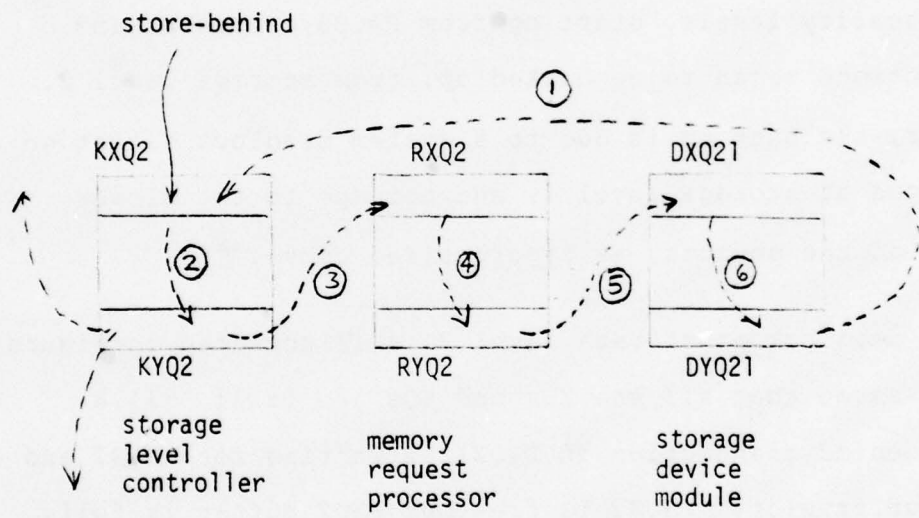 store-behind
①
KXQ2 RXQ2 DXQ21
② ③ ④ ⑤ ⑥
KYQ2 RYQ2 DYQ21
storage level controller
memory request processor
storage device module